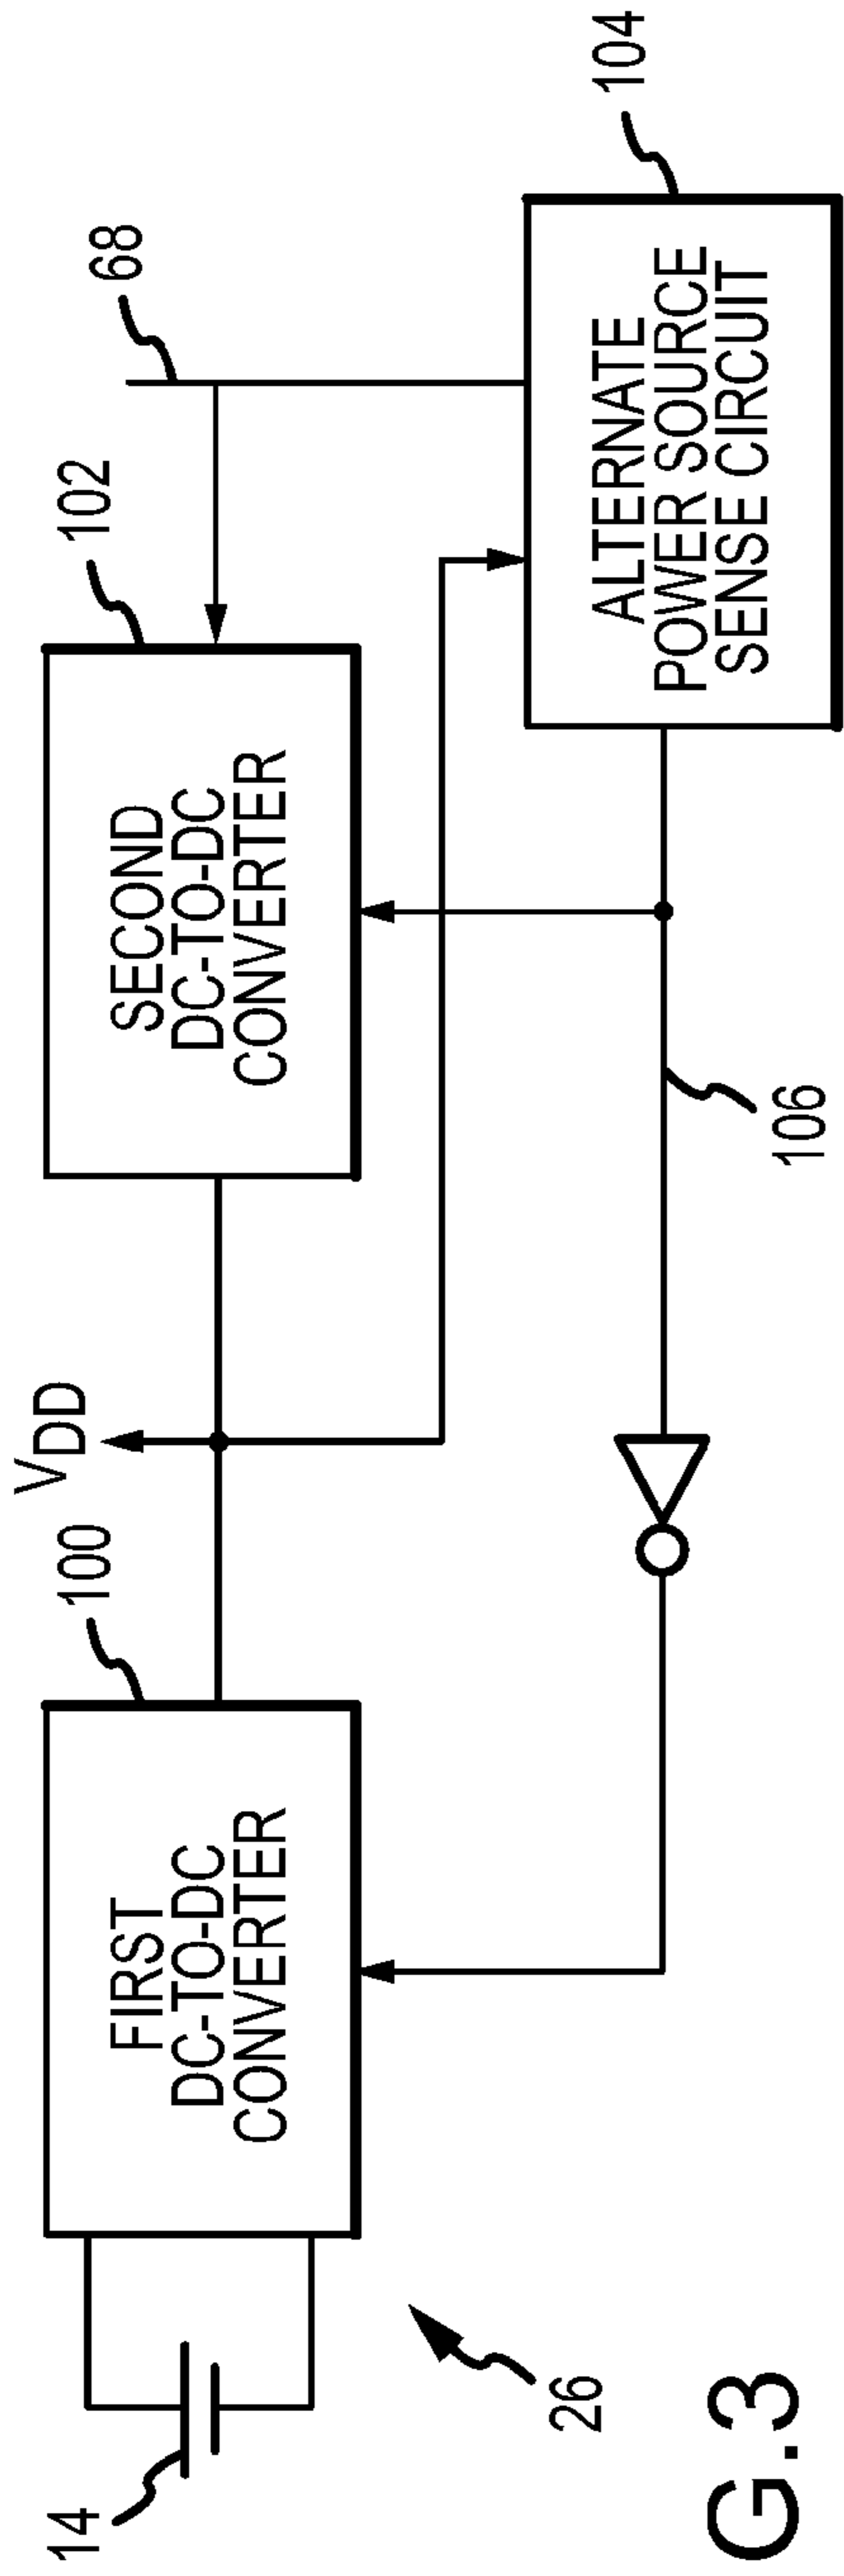 14
FIRST
DC-TO-DC
CONVERTER
100
VDD
SECOND
DC-TO-DC
CONVERTER
102
68
26
106
ALTERNATE
POWER SOURCE
SENSE CIRCUIT
104
G.3